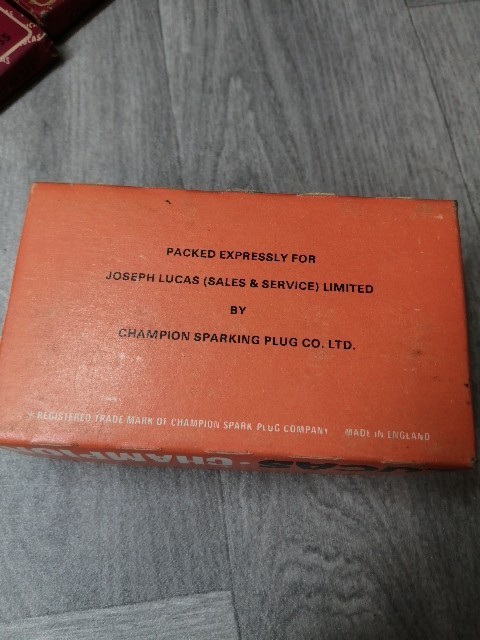 PACKED EXPRESSLY FOR
JOSEPH LUCAS (SALES & SERVICE) LIMITED
BY
CHAMPION SPARKING PLUG CO. LTD.
REGISTERED TRADE MARK OF CHAMPION SPARK PLUG COMPANY. MADE IN ENGLAND